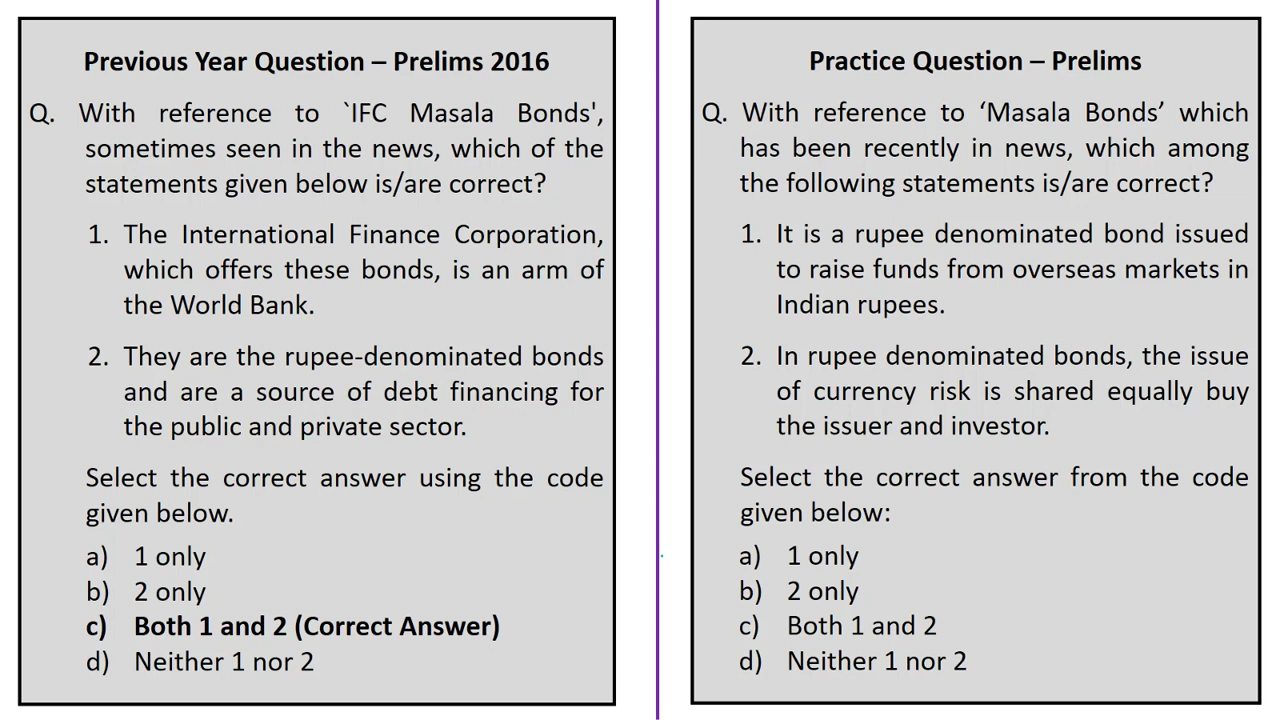 Previous Year Question – Prelims 2016
Q. With reference to `IFC Masala Bonds',
sometimes seen in the news, which of the
statements given below is/are correct?
1. The International Finance Corporation,
which offers these bonds, is an arm of
the World Bank.
2. They are the rupee-denominated bonds
and are a source of debt financing for
the public and private sector.
Select the correct answer using the code
given below.
a) 1 only
b) 2 only
c) Both 1 and 2 (Correct Answer)
d) Neither 1 nor 2
Practice Question – Prelims
Q. With reference to ‘Masala Bonds’ which
has been recently in news, which among
the following statements is/are correct?
1. It is a rupee denominated bond issued
to raise funds from overseas markets in
Indian rupees.
2. In rupee denominated bonds, the issue
of currency risk is shared equally buy
the issuer and investor.
Select the correct answer from the code
given below:
a) 1 only
b) 2 only
c) Both 1 and 2
d) Neither 1 nor 2